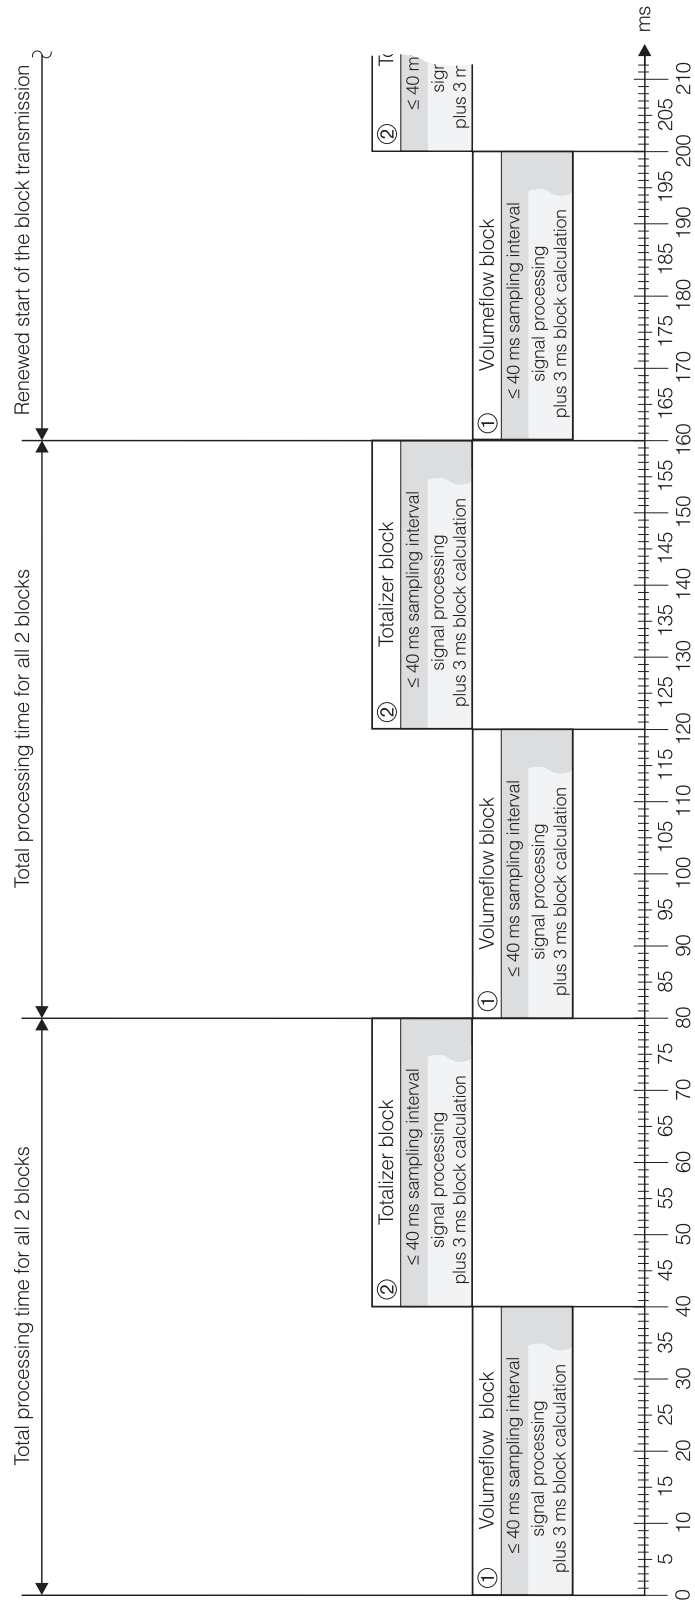 Total processing time for all 2 blocks
Total processing time for all 2 blocks
Renewed start of the block transmission
② Totalizer block
≤ 40 ms sampling interval
signal processing
plus 3 ms block calculation
② Totalizer block
≤ 40 ms sampling interval
signal processing
plus 3 ms block calculation
②
≤ 40 m
sigr
plus 3 m
① Volumeflow block
≤ 40 ms sampling interval
signal processing
plus 3 ms block calculation
① Volumeflow block
≤ 40 ms sampling interval
signal processing
plus 3 ms block calculation
① Volumeflow block
≤ 40 ms sampling interval
signal processing
plus 3 ms block calculation
ms
0 5 10 15 20 25 30 35 40 45 50 55 60 65 70 75 80 85 90 95 100 105 110 115 120 125 130 135 140 145 150 155 160 165 170 175 180 185 190 195 200 205 210